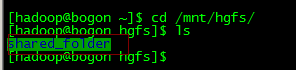 [hadoop@bogon ~]$ cd /mnt/hgfs/
[hadoop@bogon hgfs]$ ls
shared_folder
[hadoop@bogon hgfs]$